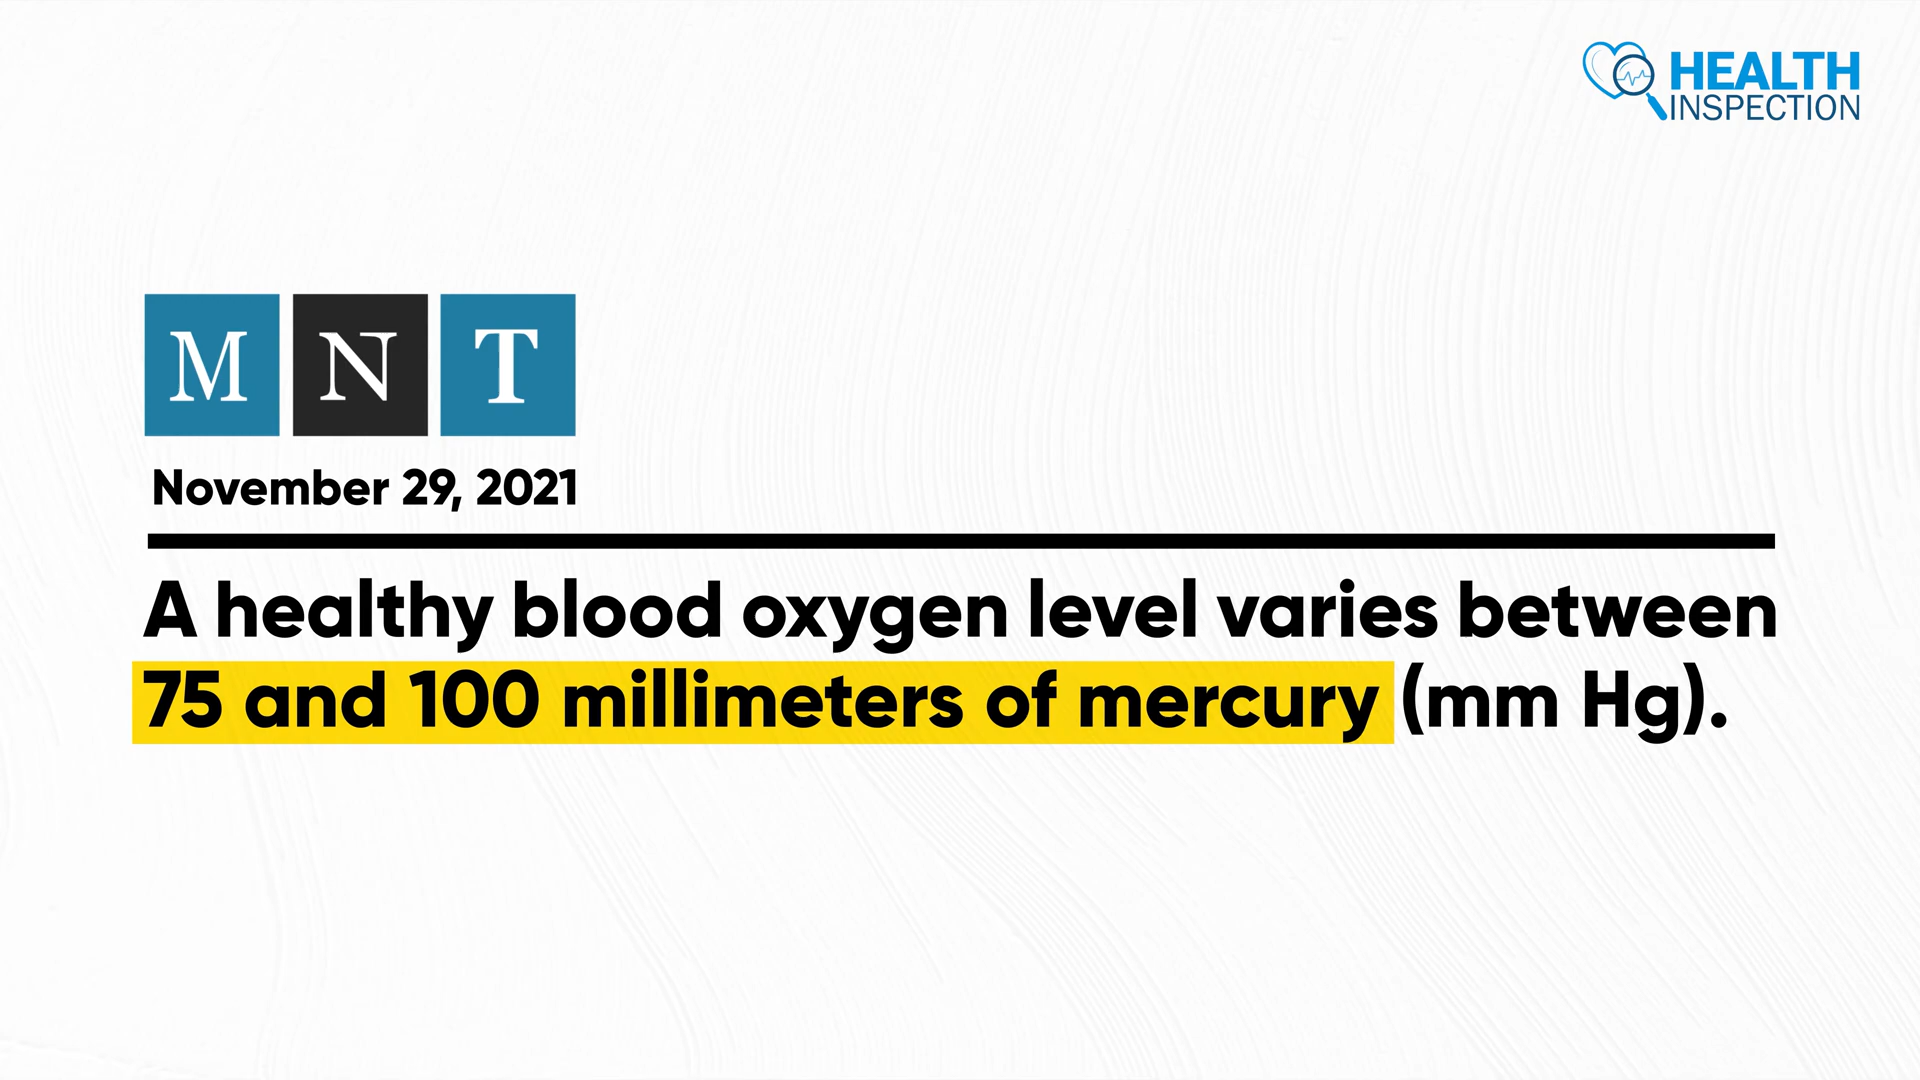 HEALTH
INSPECTION
M N T
November 29, 2021
A healthy blood oxygen level varies between
75 and 100 millimeters of mercury (mm Hg).